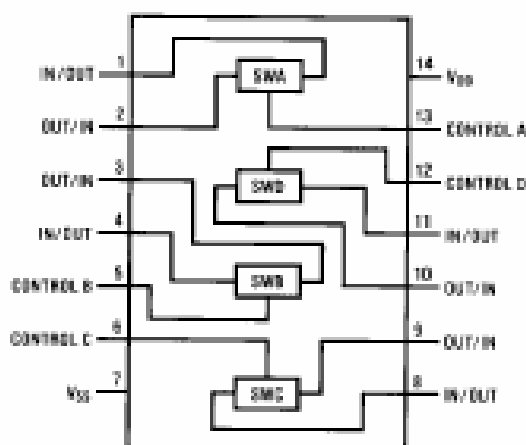 1
IN/OUT
SWA
14
VDD
2
OUT/IN
13
CONTROL A
3
OUT/IN
SWD
12
CONTROL D
4
IN/OUT
11
IN/OUT
5
CONTROL B
SWB
10
OUT/IN
6
CONTROL C
9
OUT/IN
7
VSS
SWC
8
IN/OUT